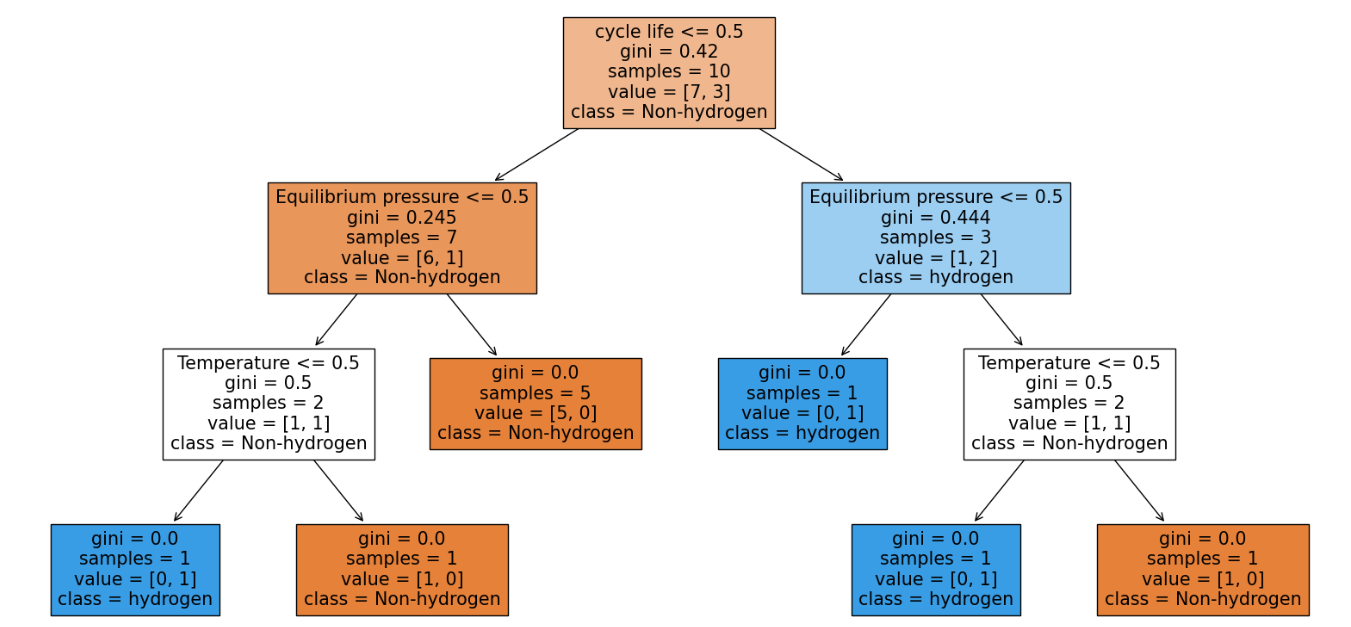 cycle life <= 0.5
gini = 0.42
samples = 10
value = [7, 3]
class = Non-hydrogen
Equilibrium pressure <= 0.5
gini = 0.245
samples = 7
value = [6, 1]
class = Non-hydrogen
Equilibrium pressure <= 0.5
gini = 0.444
samples = 3
value = [1, 2]
class = hydrogen
Temperature <= 0.5
gini = 0.5
samples = 2
value = [1, 1]
class = Non-hydrogen
gini = 0.0
samples = 5
value = [5, 0]
class = Non-hydrogen
gini = 0.0
samples = 1
value = [0, 1]
class = hydrogen
Temperature <= 0.5
gini = 0.5
samples = 2
value = [1, 1]
class = Non-hydrogen
gini = 0.0
samples = 1
value = [0, 1]
class = hydrogen
gini = 0.0
samples = 1
value = [1, 0]
class = Non-hydrogen
gini = 0.0
samples = 1
value = [0, 1]
class = hydrogen
gini = 0.0
samples = 1
value = [1, 0]
class = Non-hydrogen